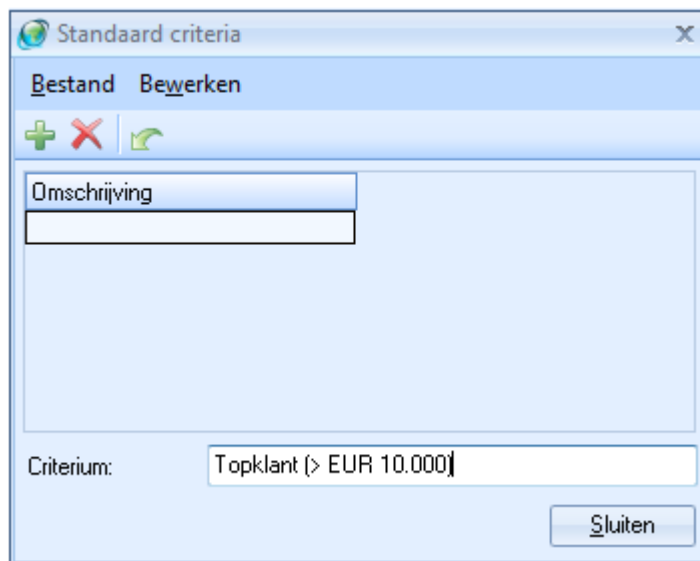 Standaard criteria
Bestand Bewerken
Omschrijving
Criterium: Topklant (> EUR 10.000)
Sluiten